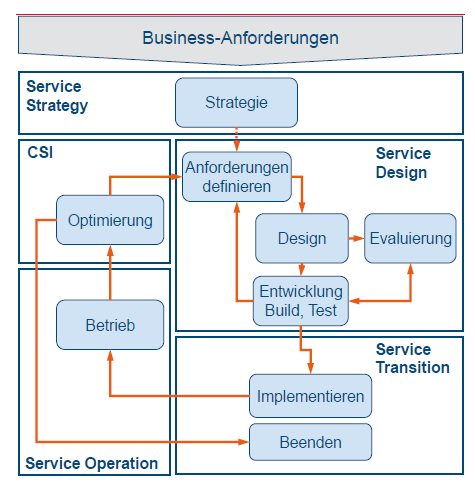 Business-Anforderungen
Service
Strategy
Strategie
CSI
Anforderungen
definieren
Service
Design
Optimierung
Design
Evaluierung
Entwicklung
Build, Test
Betrieb
Service
Transition
Implementieren
Beenden
Service Operation